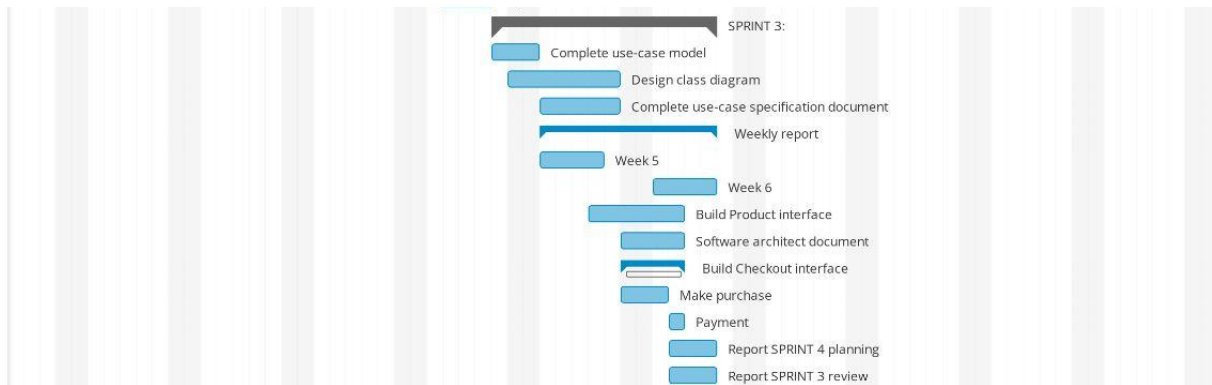 SPRINT 3:
Complete use-case model
Design class diagram
Complete use-case specification document
Weekly report
Week 5
Week 6
Build Product interface
Software architect document
Build Checkout interface
Make purchase
Payment
Report SPRINT 4 planning
Report SPRINT 3 review